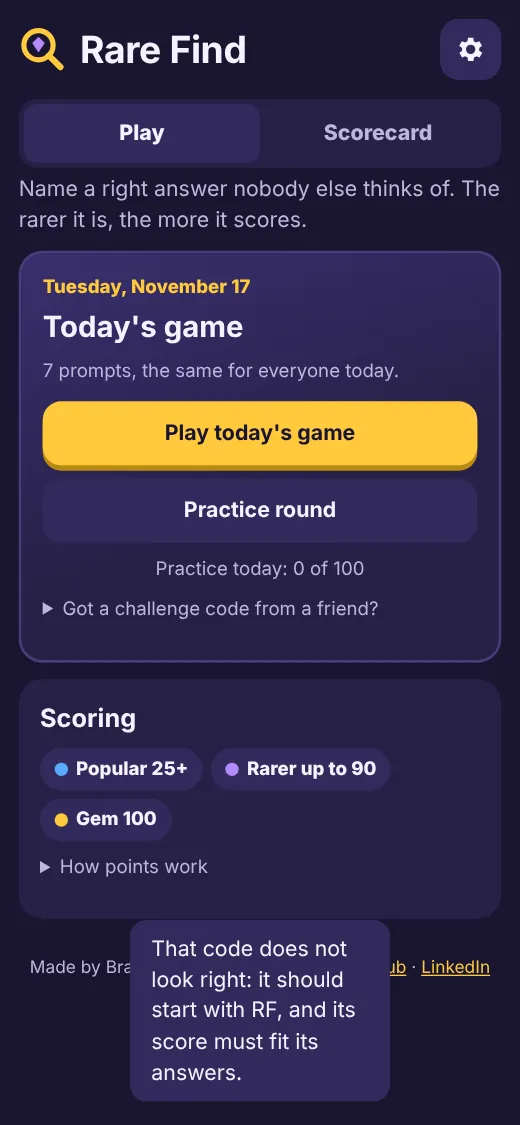 Rare Find
Play
Scorecard
Name a right answer nobody else thinks of. The
rarer it is, the more it scores.
Tuesday, November 17
Today's game
7 prompts, the same for everyone today.
Play today's game
Practice round
Practice today: 0 of 100
Got a challenge code from a friend?
Scoring
Popular 25+
Rarer up to 90
Gem 100
How points work
Made by
· LinkedIn
That code does not
look right: it should
start with RF, and its
score must fit its
answers.